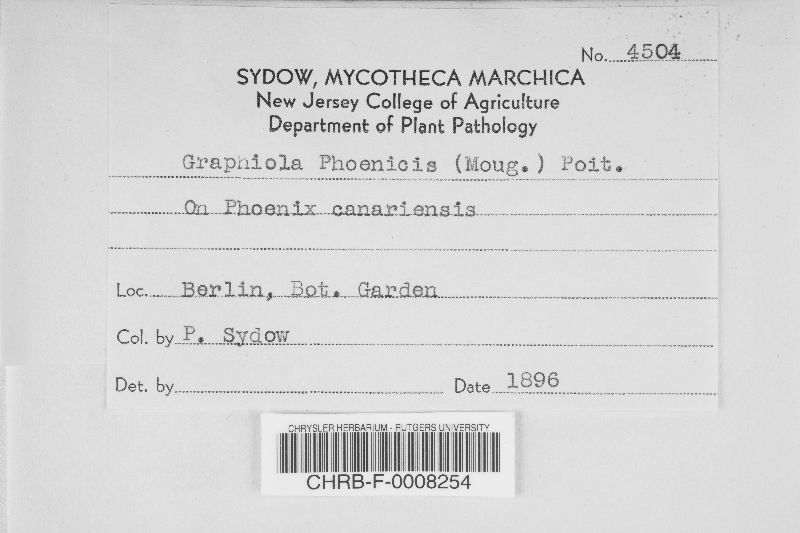 No. 4504
SYDOW, MYCOTHECA MARCHICA
New Jersey College of Agriculture
Department of Plant Pathology
Graphiola Phoenicis (Moug.) Poit.
On Phoenix canariensis
Loc. Berlin, Bot. Garden
Col. by P. Sydow
Det. by Date 1896
CHRYSLER HERBARIUM - RUTGERS UNIVERSITY
CHRB-F-0008254